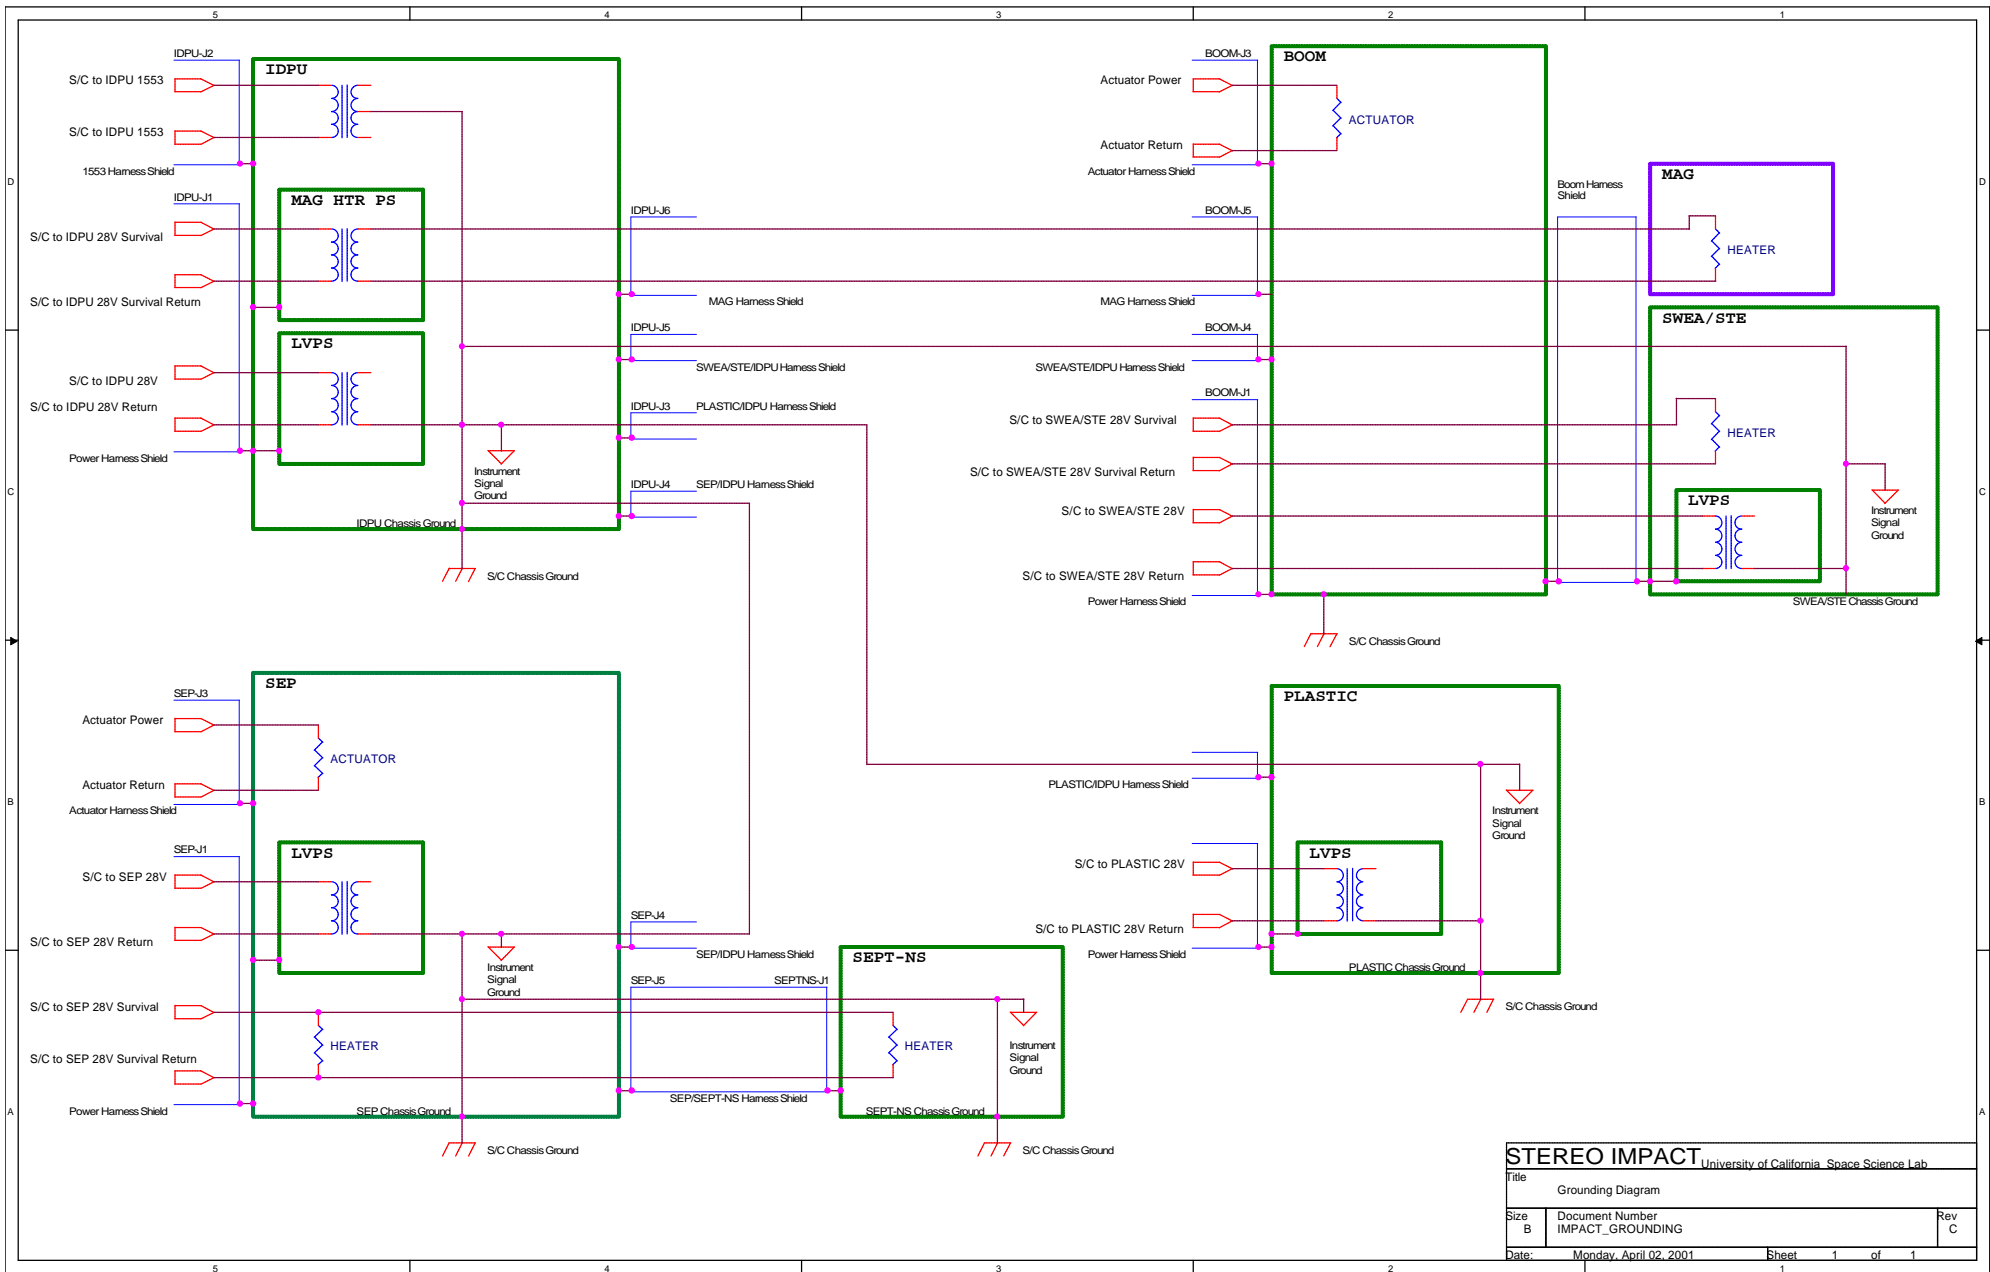 5 4 3 2 1
D
C
B
A
IDPU-J2
IDPU
S/C to IDPU 1553
S/C to IDPU 1553
1553 Harness Shield
IDPU-J1
MAG HTR PS
S/C to IDPU 28V Survival
S/C to IDPU 28V Survival Return
LVPS
S/C to IDPU 28V
S/C to IDPU 28V Return
Power Harness Shield
Instrument
Signal
Ground
IDPU Chassis Ground
S/C Chassis Ground
IDPU-J6
MAG Harness Shield
IDPU-J5
SWEA/STE/IDPU Harness Shield
IDPU-J3
PLASTIC/IDPU Harness Shield
IDPU-J4
SEP/IDPU Harness Shield
BOOM-J3
BOOM
Actuator Power
ACTUATOR
Actuator Return
Actuator Harness Shield
BOOM-J5
MAG Harness Shield
BOOM-J4
SWEA/STE/IDPU Harness Shield
BOOM-J1
S/C to SWEA/STE 28V Survival
S/C to SWEA/STE 28V Survival Return
S/C to SWEA/STE 28V
S/C to SWEA/STE 28V Return
Power Harness Shield
S/C Chassis Ground
Boom Harness
Shield
MAG
HEATER
SWEA/STE
HEATER
LVPS
Instrument
Signal
Ground
SWEA/STE Chassis Ground
SEP-J3
SEP
Actuator Power
ACTUATOR
Actuator Return
Actuator Harness Shield
SEP-J1
LVPS
S/C to SEP 28V
S/C to SEP 28V Return
Instrument
Signal
Ground
S/C to SEP 28V Survival
HEATER
S/C to SEP 28V Survival Return
Power Harness Shield
SEP Chassis Ground
S/C Chassis Ground
SEP-J4
SEP/IDPU Harness Shield
SEP-J5
SEPTNS-J1
SEP/SEPT-NS Harness Shield
SEPT-NS
HEATER
Instrument
Signal
Ground
SEPT-NS Chassis Ground
S/C Chassis Ground
PLASTIC
PLASTIC/IDPU Harness Shield
Instrument
Signal
Ground
LVPS
S/C to PLASTIC 28V
S/C to PLASTIC 28V Return
Power Harness Shield
PLASTIC Chassis Ground
S/C Chassis Ground
D
C
B
A
STEREO IMPACT University of California Space Science Lab
Title
Grounding Diagram
Size Document Number Rev
B IMPACT_GROUNDING C
Date: Monday, April 02, 2001 Sheet 1 of 1
5 4 3 2 1